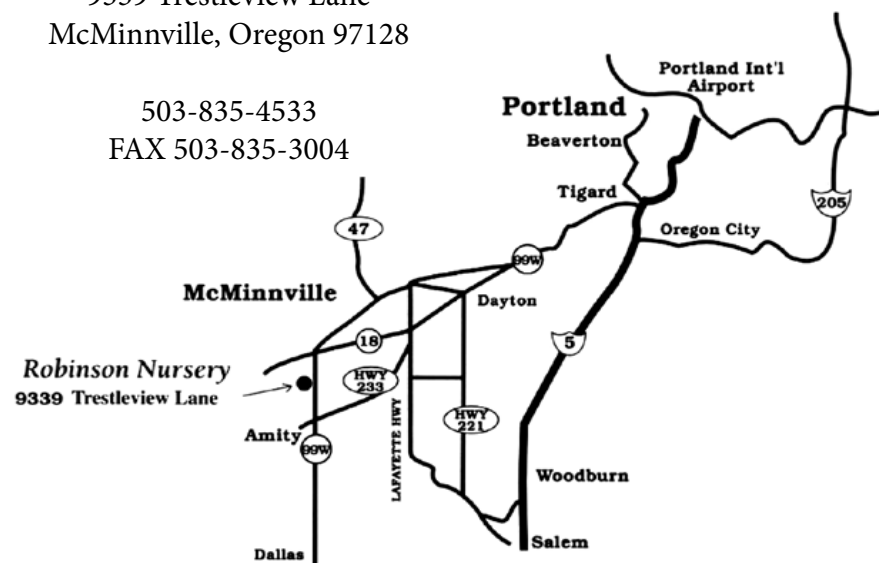 9339 Trestleview Lane
McMinnville, Oregon 97128
503-835-4533
FAX 503-835-3004
Portland Int'l
Airport
Portland
Beaverton
Tigard
205
Oregon City
47
99W
McMinnville
Dayton
18
5
Robinson Nursery
9339 Trestleview Lane
HWY
233
LAFAYETTE HWY
HWY
221
Amity
99W
Woodburn
Salem
Dallas